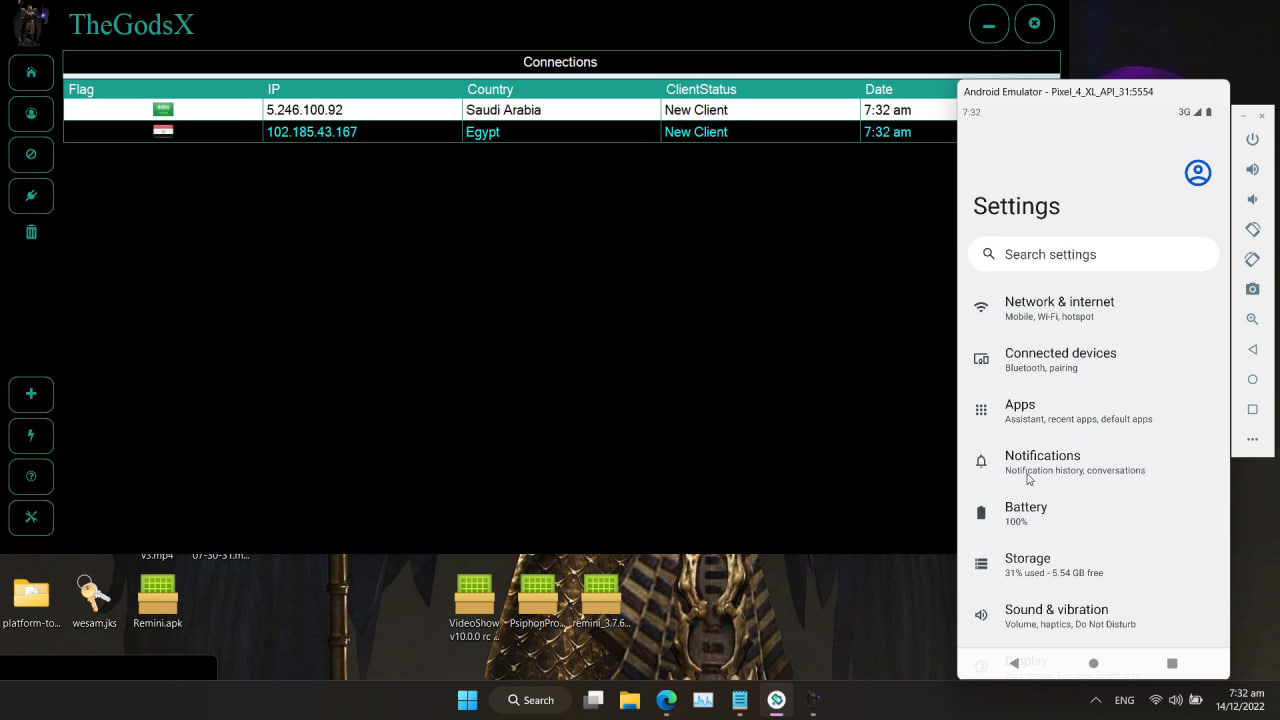 TheGodsX
Connections
Flag IP Country ClientStatus Date
5.246.100.92 Saudi Arabia New Client 7:32 am
102.185.43.167 Egypt New Client 7:32 am
Android Emulator - Pixel_4_XL_API_31:5554
7:32 3G
Settings
Search settings
Network & internet
Mobile, Wi-Fi, hotspot
Connected devices
Bluetooth, pairing
Apps
Assistant, recent apps, default apps
Notifications
Notification history, conversations
Battery
100%
Storage
31% used - 5.54 GB free
Sound & vibration
Volume, haptics, Do Not Disturb
Display
v3.mp4 07-30-31.m...
platform-to... wesam.jks Remini.apk VideoShow PsiphonPro... remini_3.7.6...
v10.0.0 rc ...
Search
ENG
7:32 am
14/12/2022